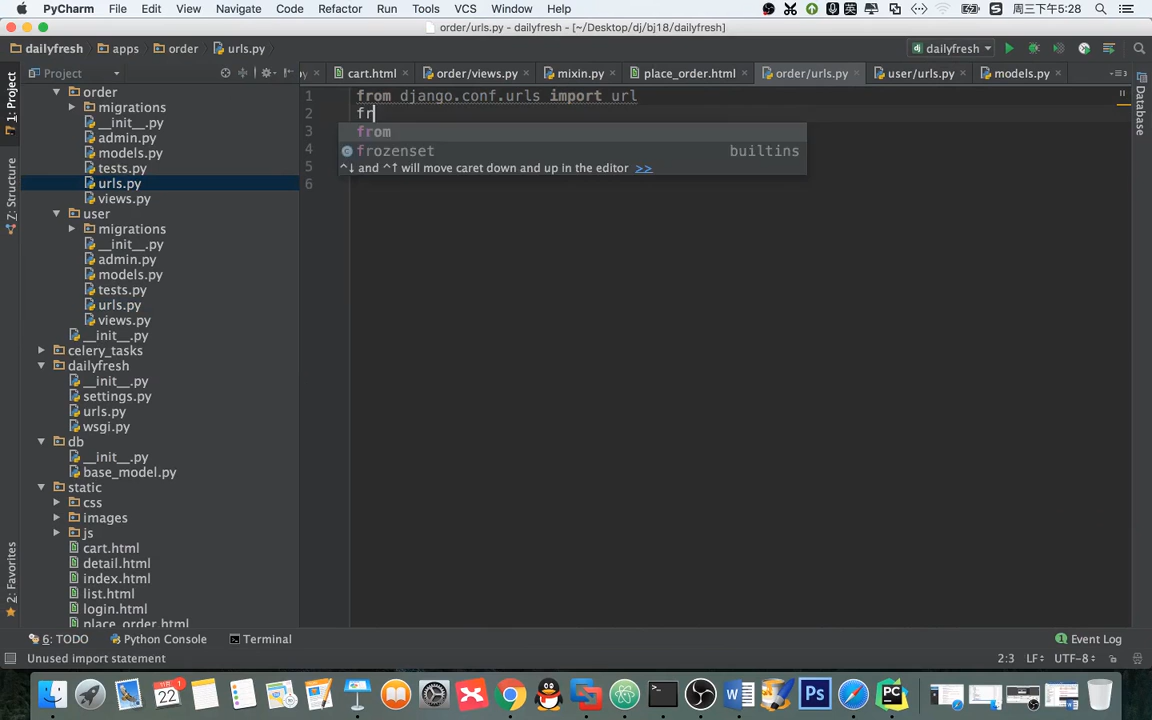 PyCharm File Edit View Navigate Code Refactor Run Tools VCS Window Help 英 周三下午5:28
order/urls.py - dailyfresh - [~/Desktop/dj/bj18/dailyfresh]
dailyfresh apps order urls.py dailyfresh
Project cart.html order/views.py mixin.py place_order.html order/urls.py user/urls.py models.py
1: Project
Z: Structure
2: Favorites
Database
order
migrations
__init__.py
admin.py
models.py
tests.py
urls.py
views.py
user
migrations
__init__.py
admin.py
models.py
tests.py
urls.py
views.py
__init__.py
celery_tasks
dailyfresh
__init__.py
settings.py
urls.py
wsgi.py
db
__init__.py
base_model.py
static
css
images
js
cart.html
detail.html
index.html
list.html
login.html
place_order.html
1 from django.conf.urls import url
2 fr
3
4
5
6
from
frozenset builtins
^↓ and ^↑ will move caret down and up in the editor >>
6: TODO Python Console Terminal 1 Event Log
Unused import statement 2:3 LF UTF-8
22
W
Ps
PC